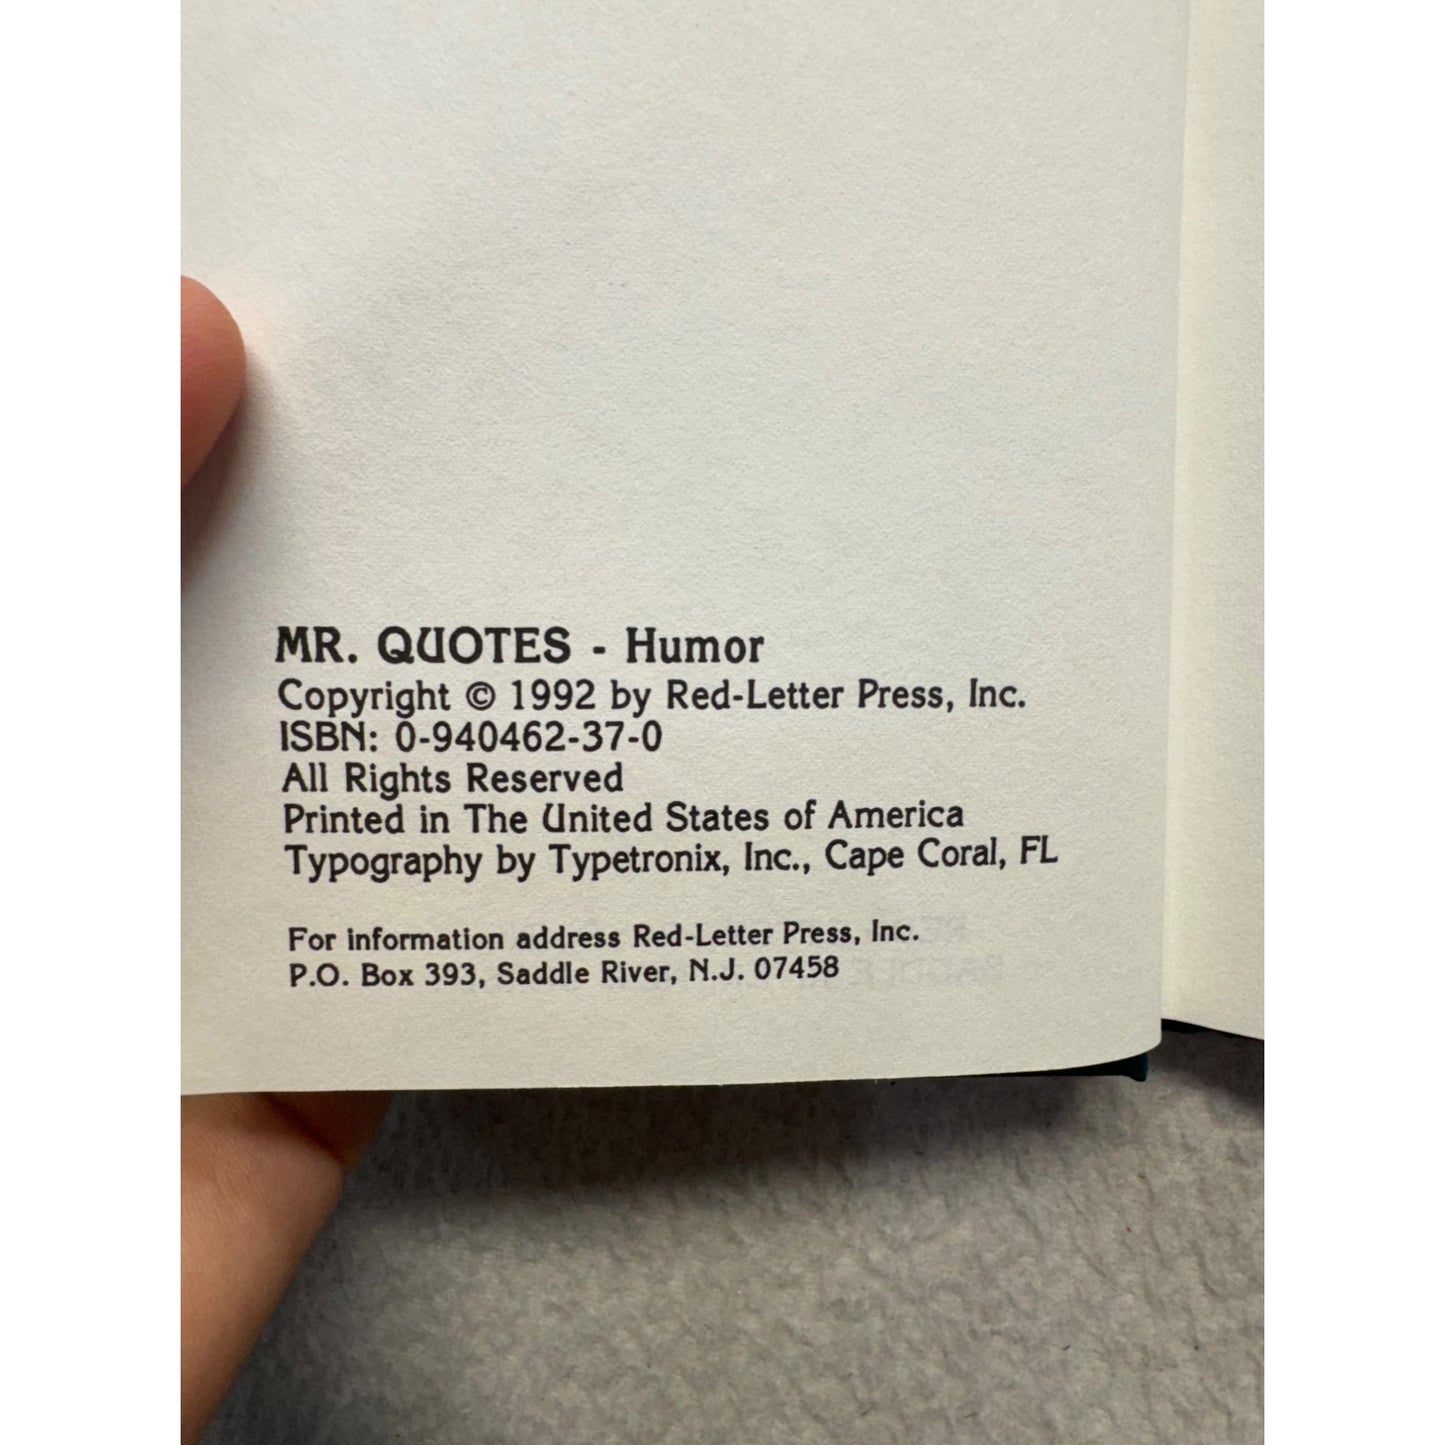 MR. QUOTES - Humor
Copyright © 1992 by Red-Letter Press, Inc.
ISBN: 0-940462-37-0
All Rights Reserved
Printed in The United States of America
Typography by Typetronix, Inc., Cape Coral, FL
For information address Red-Letter Press, Inc.
P.O. Box 393, Saddle River, N.J. 07458